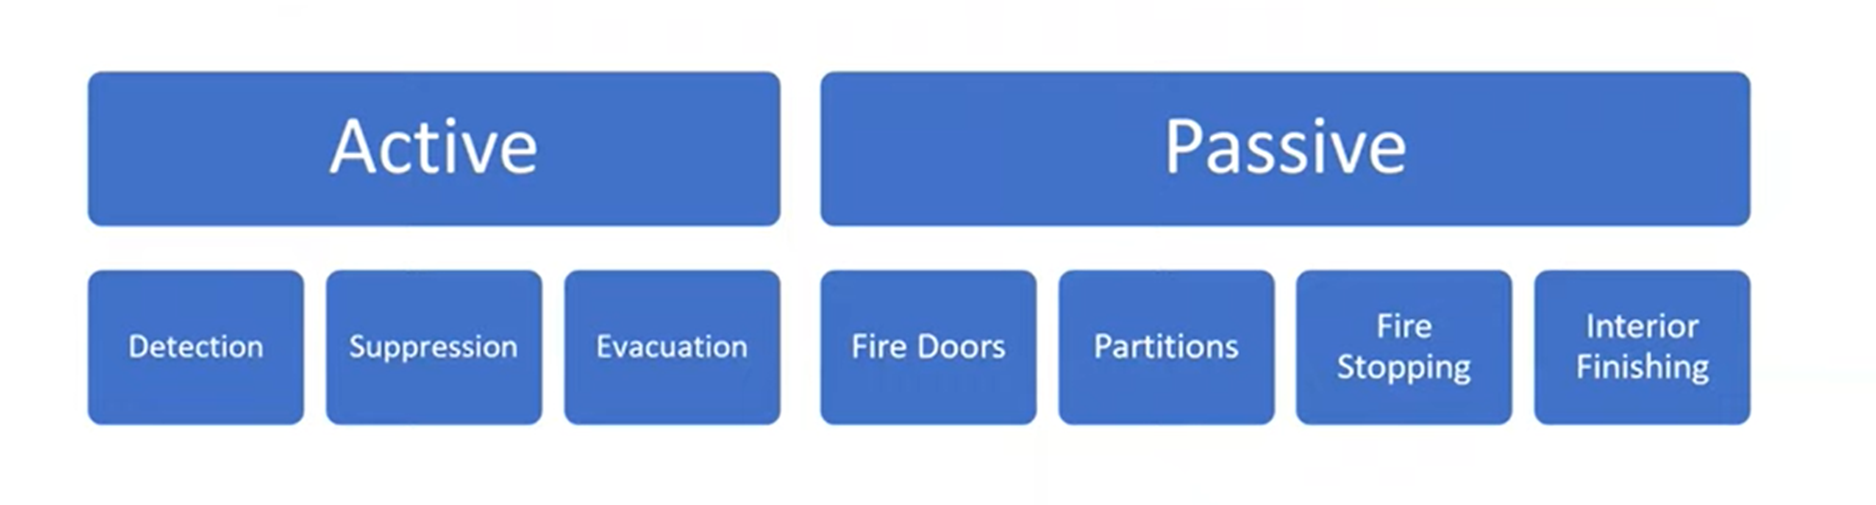 Active
Passive
Detection
Suppression
Evacuation
Fire Doors
Partitions
Fire
Stopping
Interior
Finishing